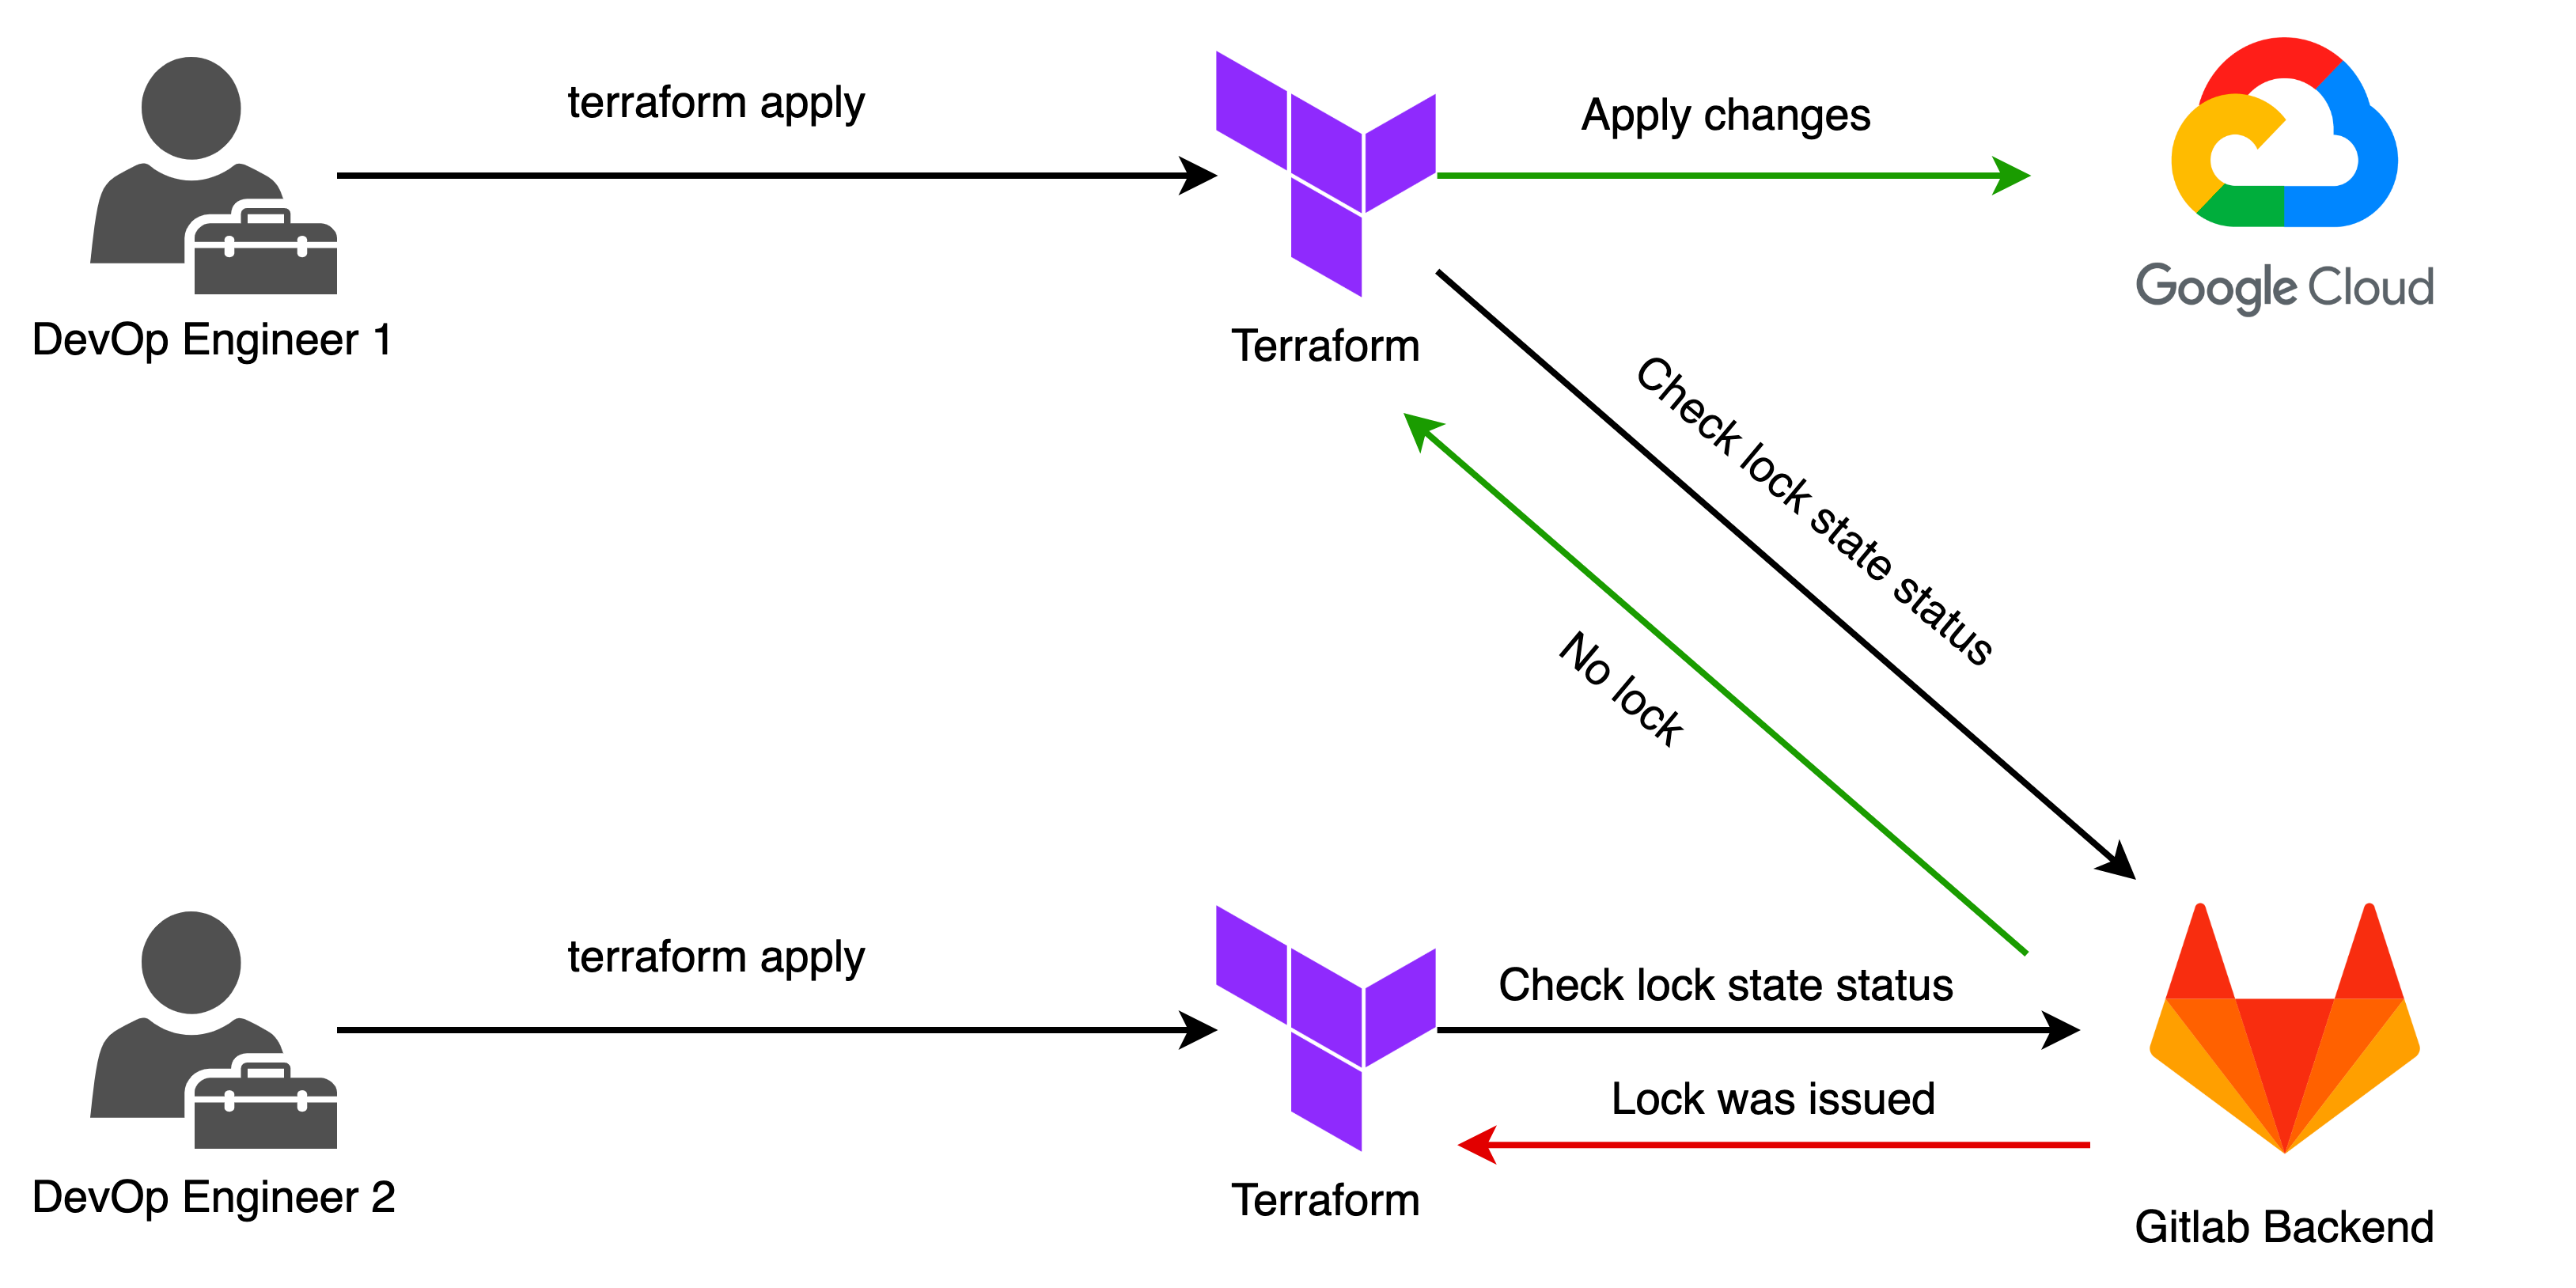 terraform apply
Apply changes
Google Cloud
DevOp Engineer 1
Terraform
Check lock state status
No lock
terraform apply
Check lock state status
Lock was issued
DevOp Engineer 2
Terraform
Gitlab Backend